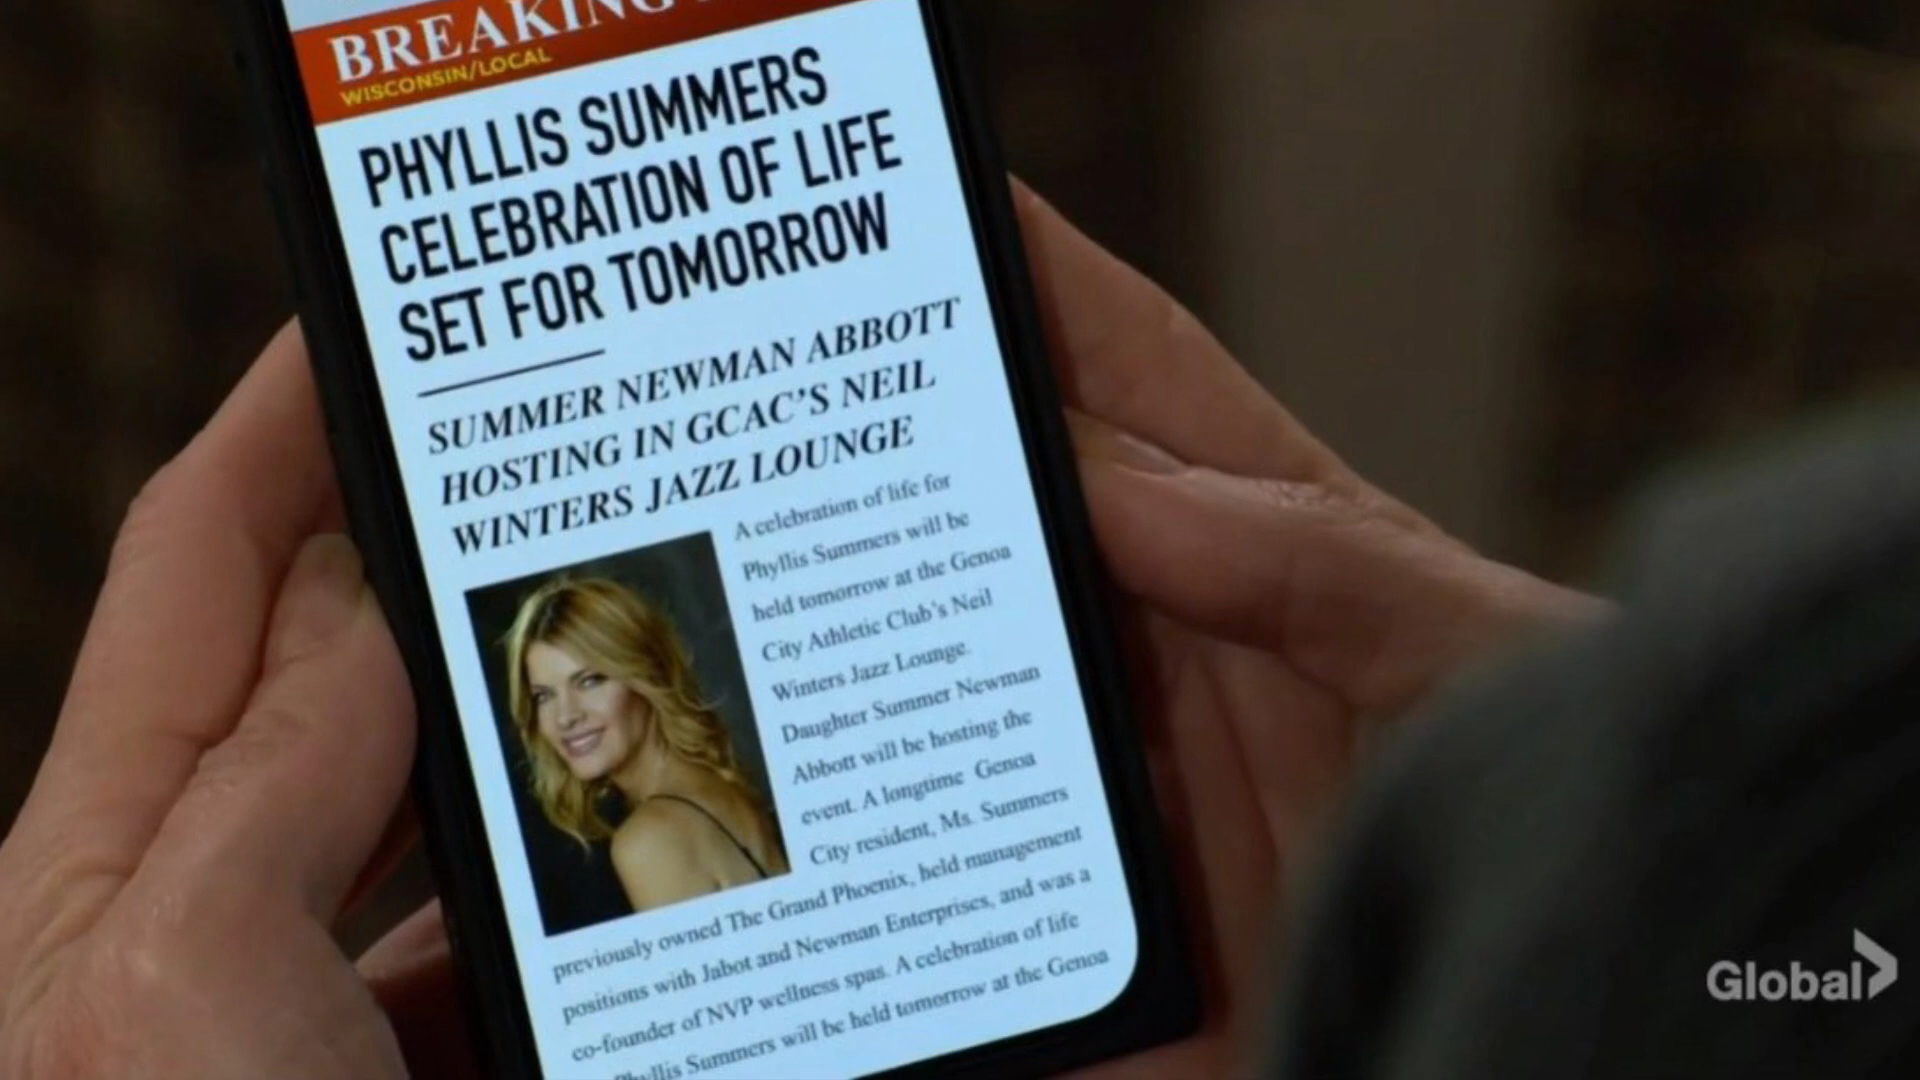 BREAKING
WISCONSIN/LOCAL
PHYLLIS SUMMERS
CELEBRATION OF LIFE
SET FOR TOMORROW
SUMMER NEWMAN ABBOTT
HOSTING IN GCAC'S NEIL
WINTERS JAZZ LOUNGE
A celebration of life for
Phyllis Summers will be
held tomorrow at the Genoa
City Athletic Club's Neil
Winters Jazz Lounge.
Daughter Summer Newman
Abbott will be hosting the
event. A longtime Genoa
City resident, Ms. Summers
previously owned The Grand Phoenix, held management
positions with Jabot and Newman Enterprises, and was a
co-founder of NVP wellness spas. A celebration of life
Phyllis Summers will be held tomorrow at the Genoa
Global